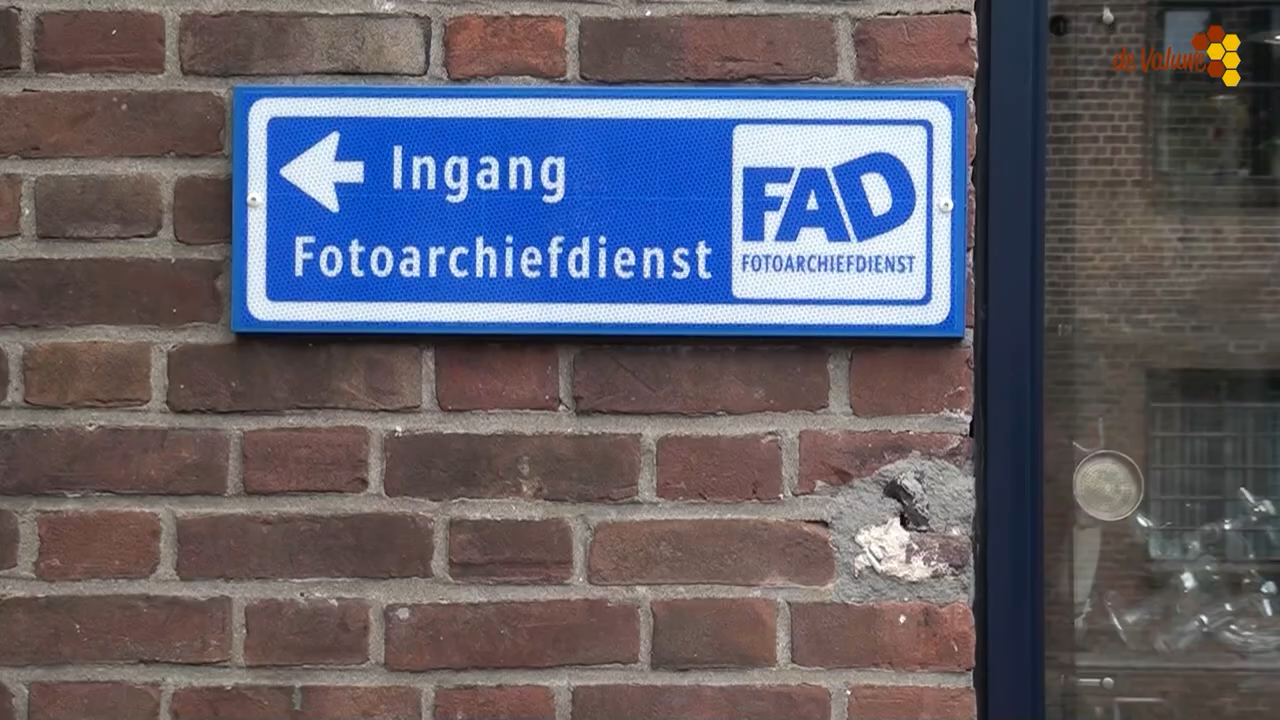 de Valuwe
Ingang
Fotoarchiefdienst
FAD
FOTOARCHIEFDIENST